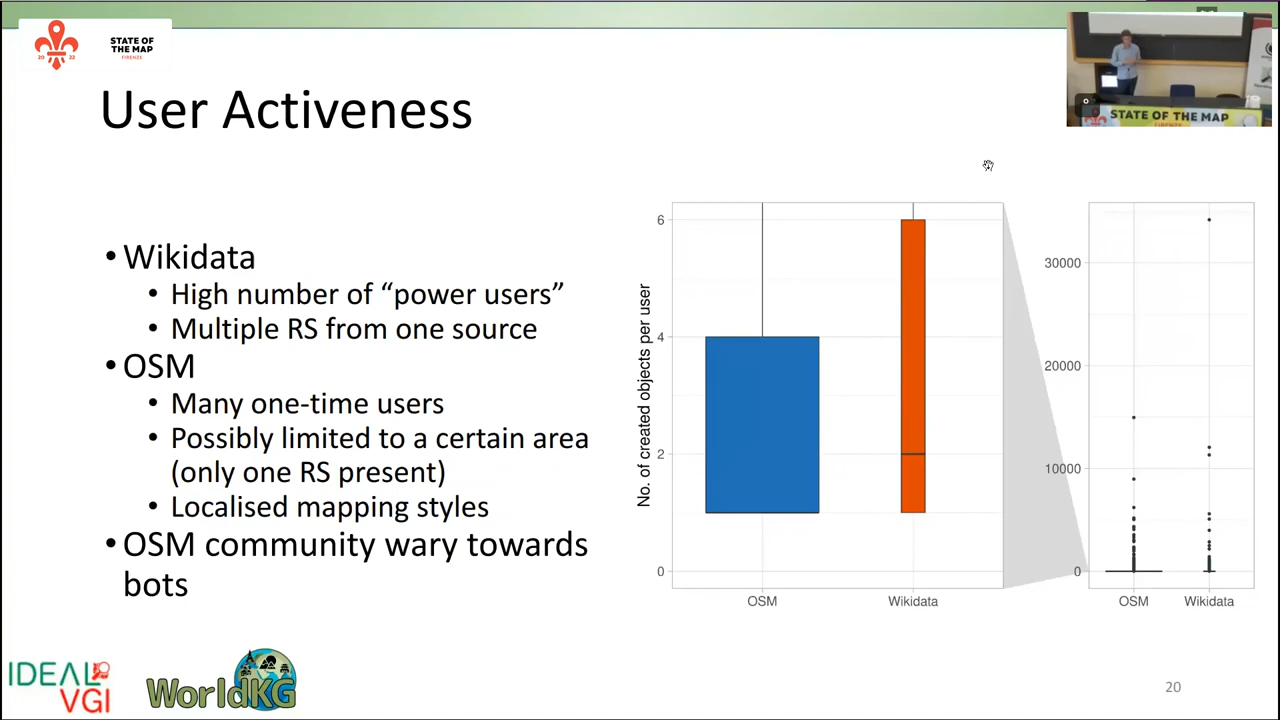 2022
STATE OF
THE MAP
FIRENZE
STATE OF THE MAP
FIRENZE
User Activeness
• Wikidata
• High number of “power users”
• Multiple RS from one source
• OSM
• Many one-time users
• Possibly limited to a certain area
(only one RS present)
• Localised mapping styles
• OSM community wary towards
bots
No. of created objects per user
6
4
2
0
OSM Wikidata
30000
20000
10000
0
OSM Wikidata
IDEAL
VGI
WorldKG
20